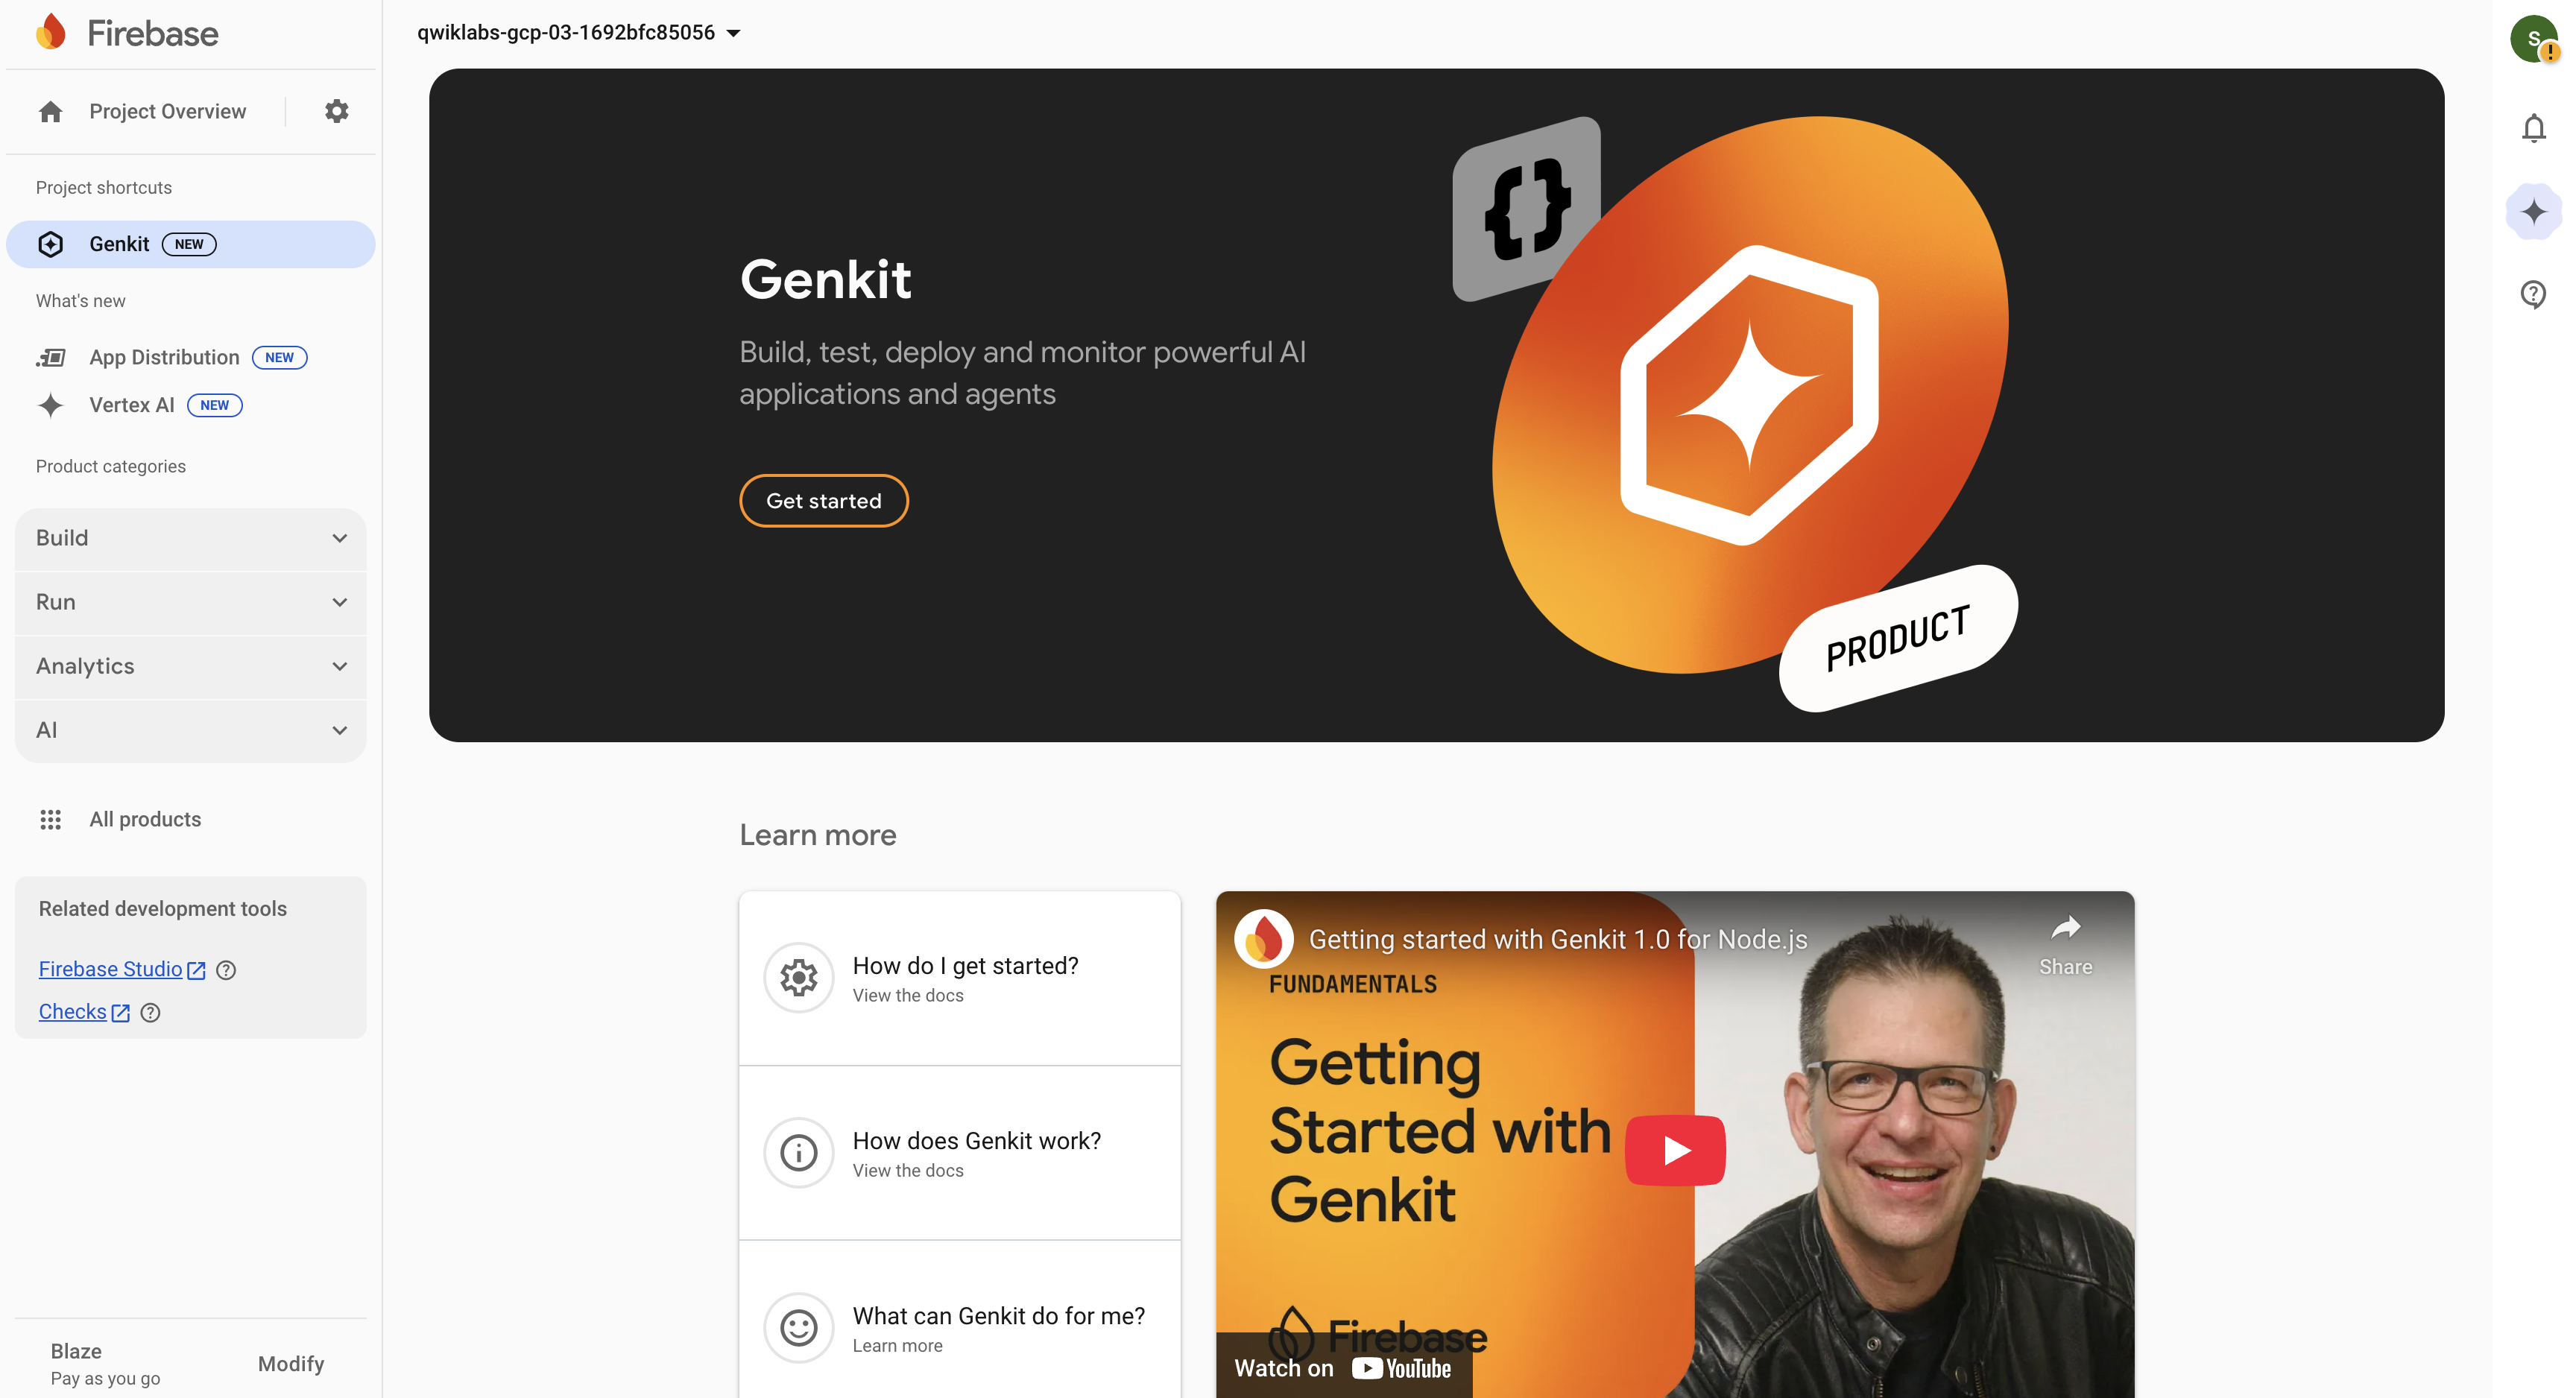 Firebase
Project Overview
Project shortcuts
Genkit NEW
What's new
App Distribution NEW
Vertex AI NEW
Product categories
Build
Run
Analytics
AI
All products
Related development tools
Firebase Studio
Checks
Blaze
Pay as you go
Modify
qwiklabs-gcp-03-1692bfc85056
S
Genkit
Build, test, deploy and monitor powerful AI
applications and agents
Get started
{}
PRODUCT
Learn more
How do I get started?
View the docs
How does Genkit work?
View the docs
What can Genkit do for me?
Learn more
Getting started with Genkit 1.0 for Node.js
Share
FUNDAMENTALS
Getting
Started with
Genkit
Firebase
Watch on YouTube